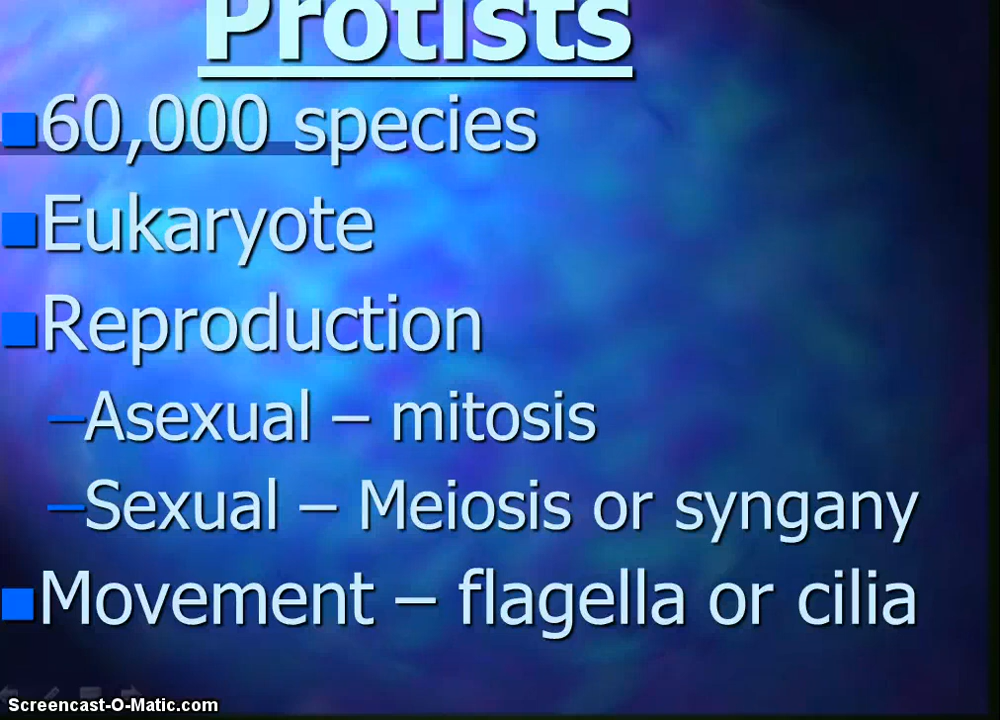 Protists
60,000 species
Eukaryote
Reproduction
–Asexual – mitosis
–Sexual – Meiosis or syngany
Movement – flagella or cilia
Screencast-O-Matic.com